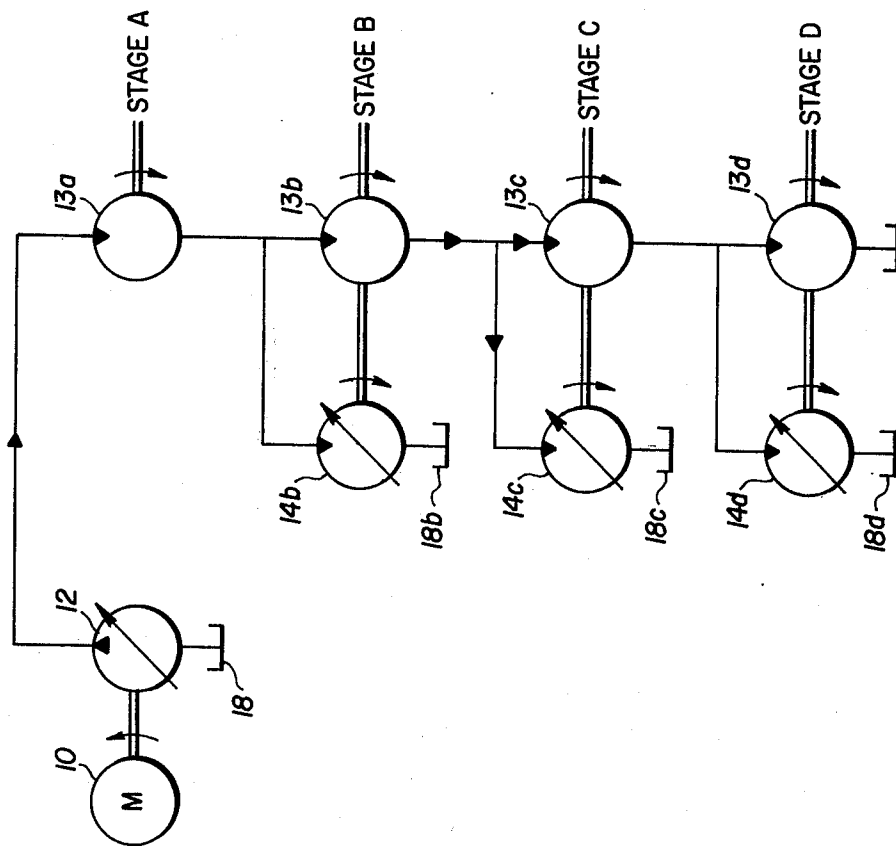 10
M
12
18
13a
STAGE A
14b
18b
13b
STAGE B
14c
18c
13c
STAGE C
14d
18d
13d
STAGE D